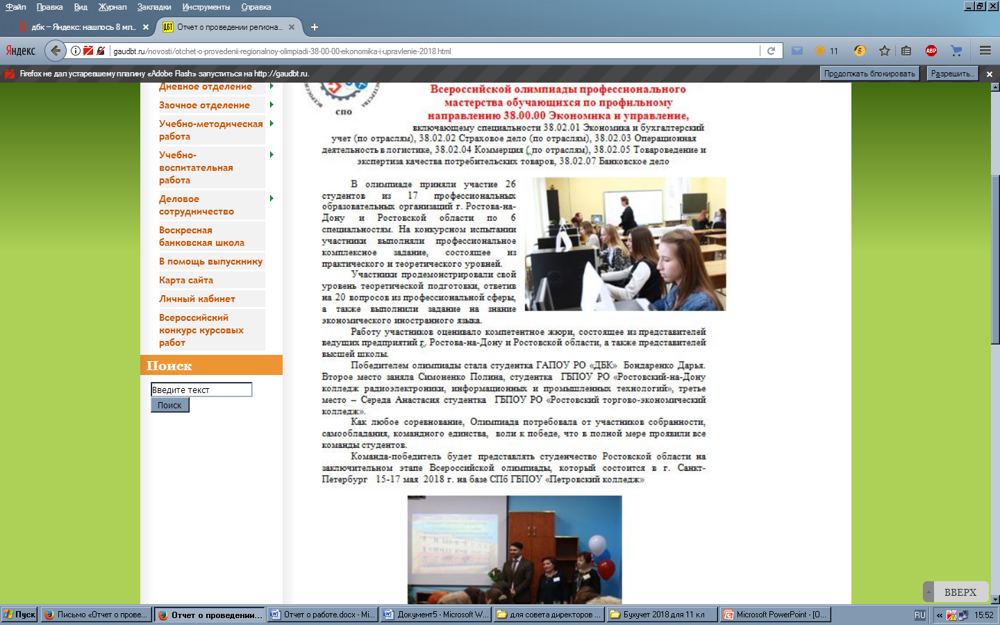 Файл Правка Вид Журнал Закладки Инструменты Справка
дбк – Яндекс: нашлось 8 мл...
ДБТ Отчет о проведении региона...
Яндекс
gaudbt.ru/novosti/otchet-o-provedenii-regionalnoy-olimpiadi-38-00-00-ekonomika-i-upravlenie-2018.html
11
5
ABP
Firefox не дал устаревшему плагину «Adobe Flash» запуститься на http://gaudbt.ru.
Продолжать блокировать
Разрешить...
Дневное отделение
Заочное отделение
Учебно-методическая
работа
Учебно-
воспитательная
работа
Деловое
сотрудничество
Воскресная
банковская школа
В помощь выпускнику
Карта сайта
Личный кабинет
Всероссийский
конкурс курсовых
работ
Поиск
Введите текст
Поиск
спо
Всероссийской олимпиады профессионального
мастерства обучающихся по профильному
направлению 38.00.00 Экономика и управление,
включающему специальности 38.02.01 Экономика и бухгалтерский
учет (по отраслям), 38.02.02 Страховое дело (по отраслям), 38.02.03 Операционная
деятельность в логистике, 38.02.04 Коммерция ( по отраслям), 38.02.05 Товароведение и
экспертиза качества потребительских товаров, 38.02.07 Банковское дело
В олимпиаде приняли участие 26
студентов из 17 профессиональных
образовательных организаций г. Ростова-на-
Дону и Ростовской области по 6
специальностям. На конкурсном испытании
участники выполняли профессиональное
комплексное задание, состоящее из
практического и теоретического уровней.
Участники продемонстрировали свой
уровень теоретической подготовки, ответив
на 20 вопросов из профессиональной сферы,
а также выполнили задание на знание
экономического иностранного языка.
Работу участников оценивало компетентное жюри, состоящее из представителей
ведущих предприятий г. Ростова-на-Дону и Ростовской области, а также представителей
высшей школы.
Победителем олимпиады стала студентка ГАПОУ РО «ДБК» Бондаренко Дарья.
Второе место заняла Симоненко Полина, студентка ГБПОУ РО «Ростовский-на-Дону
колледж радиоэлектроники, информационных и промышленных технологий», третье
место – Середа Анастасия студентка ГБПОУ РО «Ростовский торгово-экономический
колледж».
Как любое соревнование, Олимпиада потребовала от участников собранности,
самообладания, командного единства, воли к победе, что в полной мере проявили все
команды студентов.
Команда-победитель будет представлять студенчество Ростовской области на
заключительном этапе Всероссийской олимпиады, который состоится в г. Санкт-
Петербург 15-17 мая 2018 г. на базе СПб ГБПОУ «Петровский колледж»
ВВЕРХ
Пуск
Письмо «Отчет о прове...
Отчет о проведении...
Отчет о работе.docx - Mi...
Документ5 - Microsoft W...
для совета директоров ...
Бухучет 2018 для 11 кл
Microsoft PowerPoint - [О...
RU
15:52